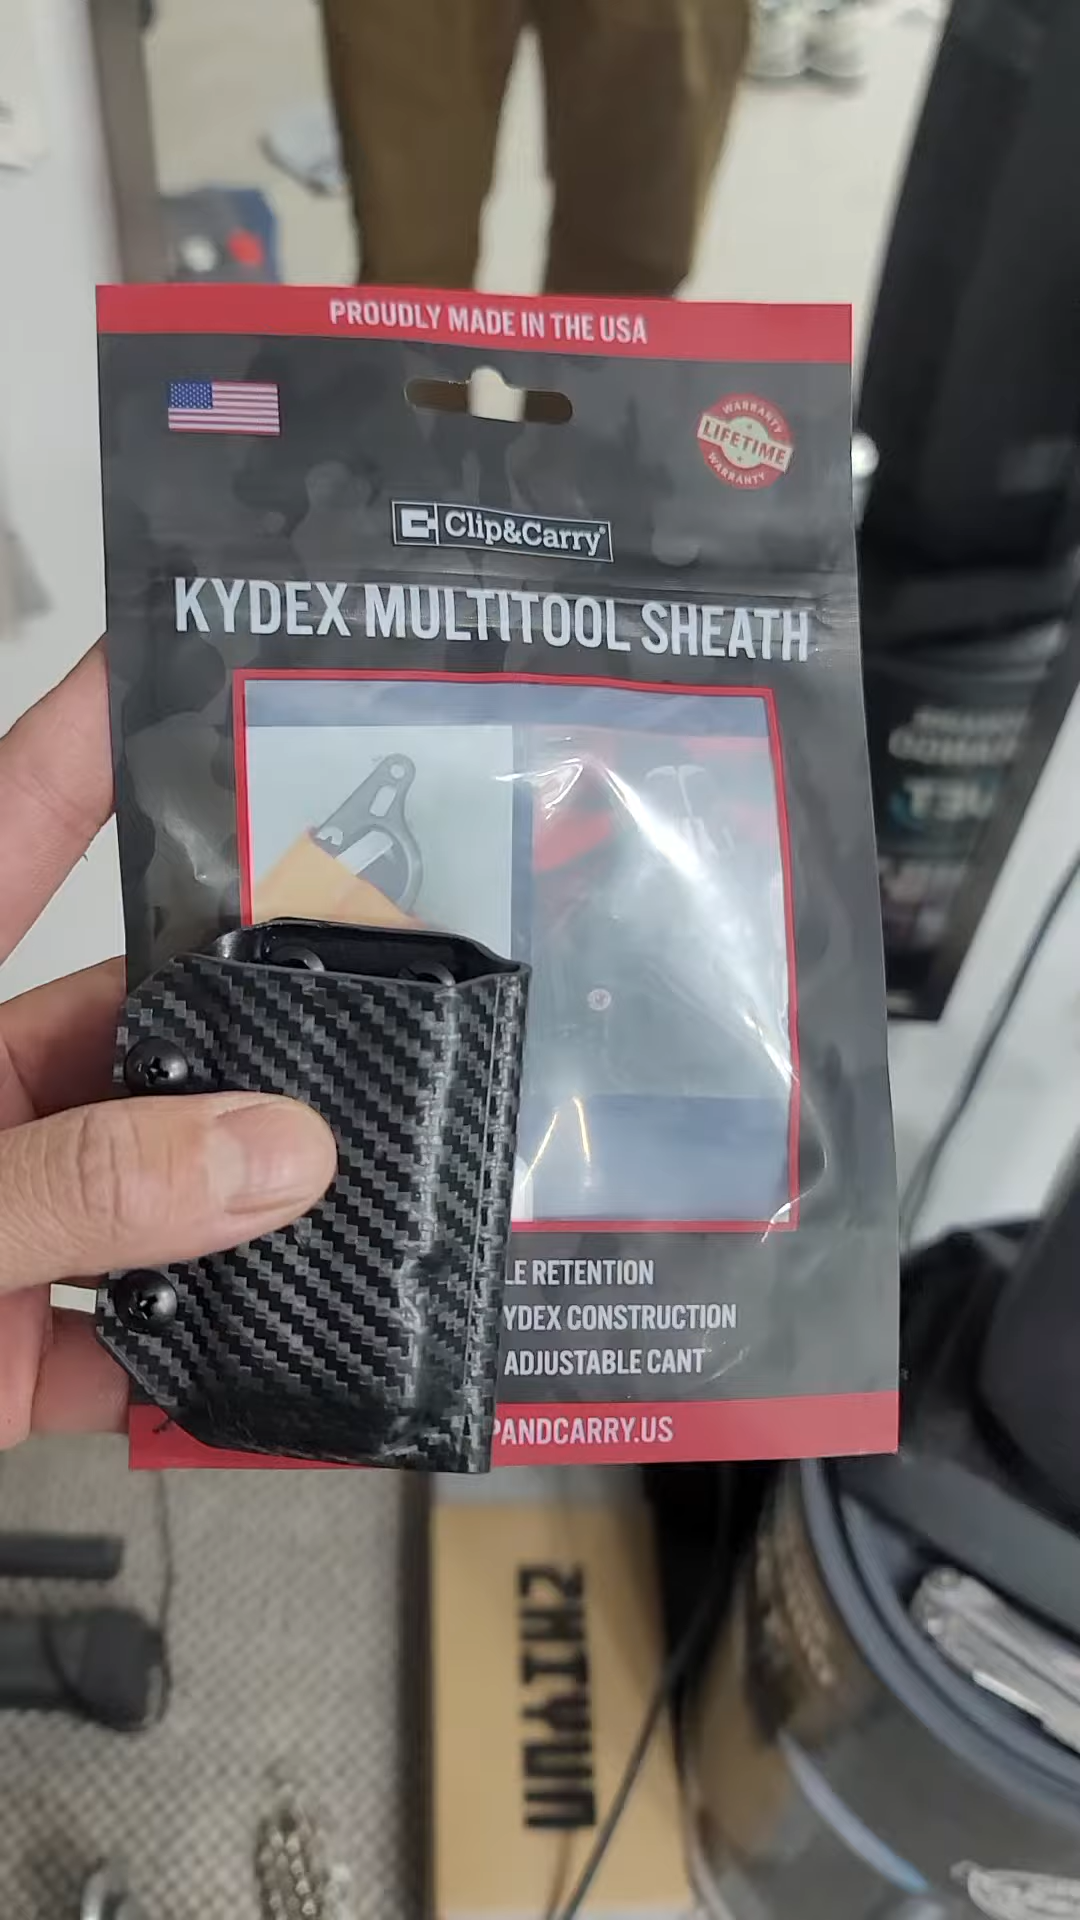 PROUDLY MADE IN THE USA
WARRANTY
LIFETIME
WARRANTY
Clip&Carry®
KYDEX MULTITOOL SHEATH
LE RETENTION
YDEX CONSTRUCTION
ADJUSTABLE CANT
PANDCARRY.US